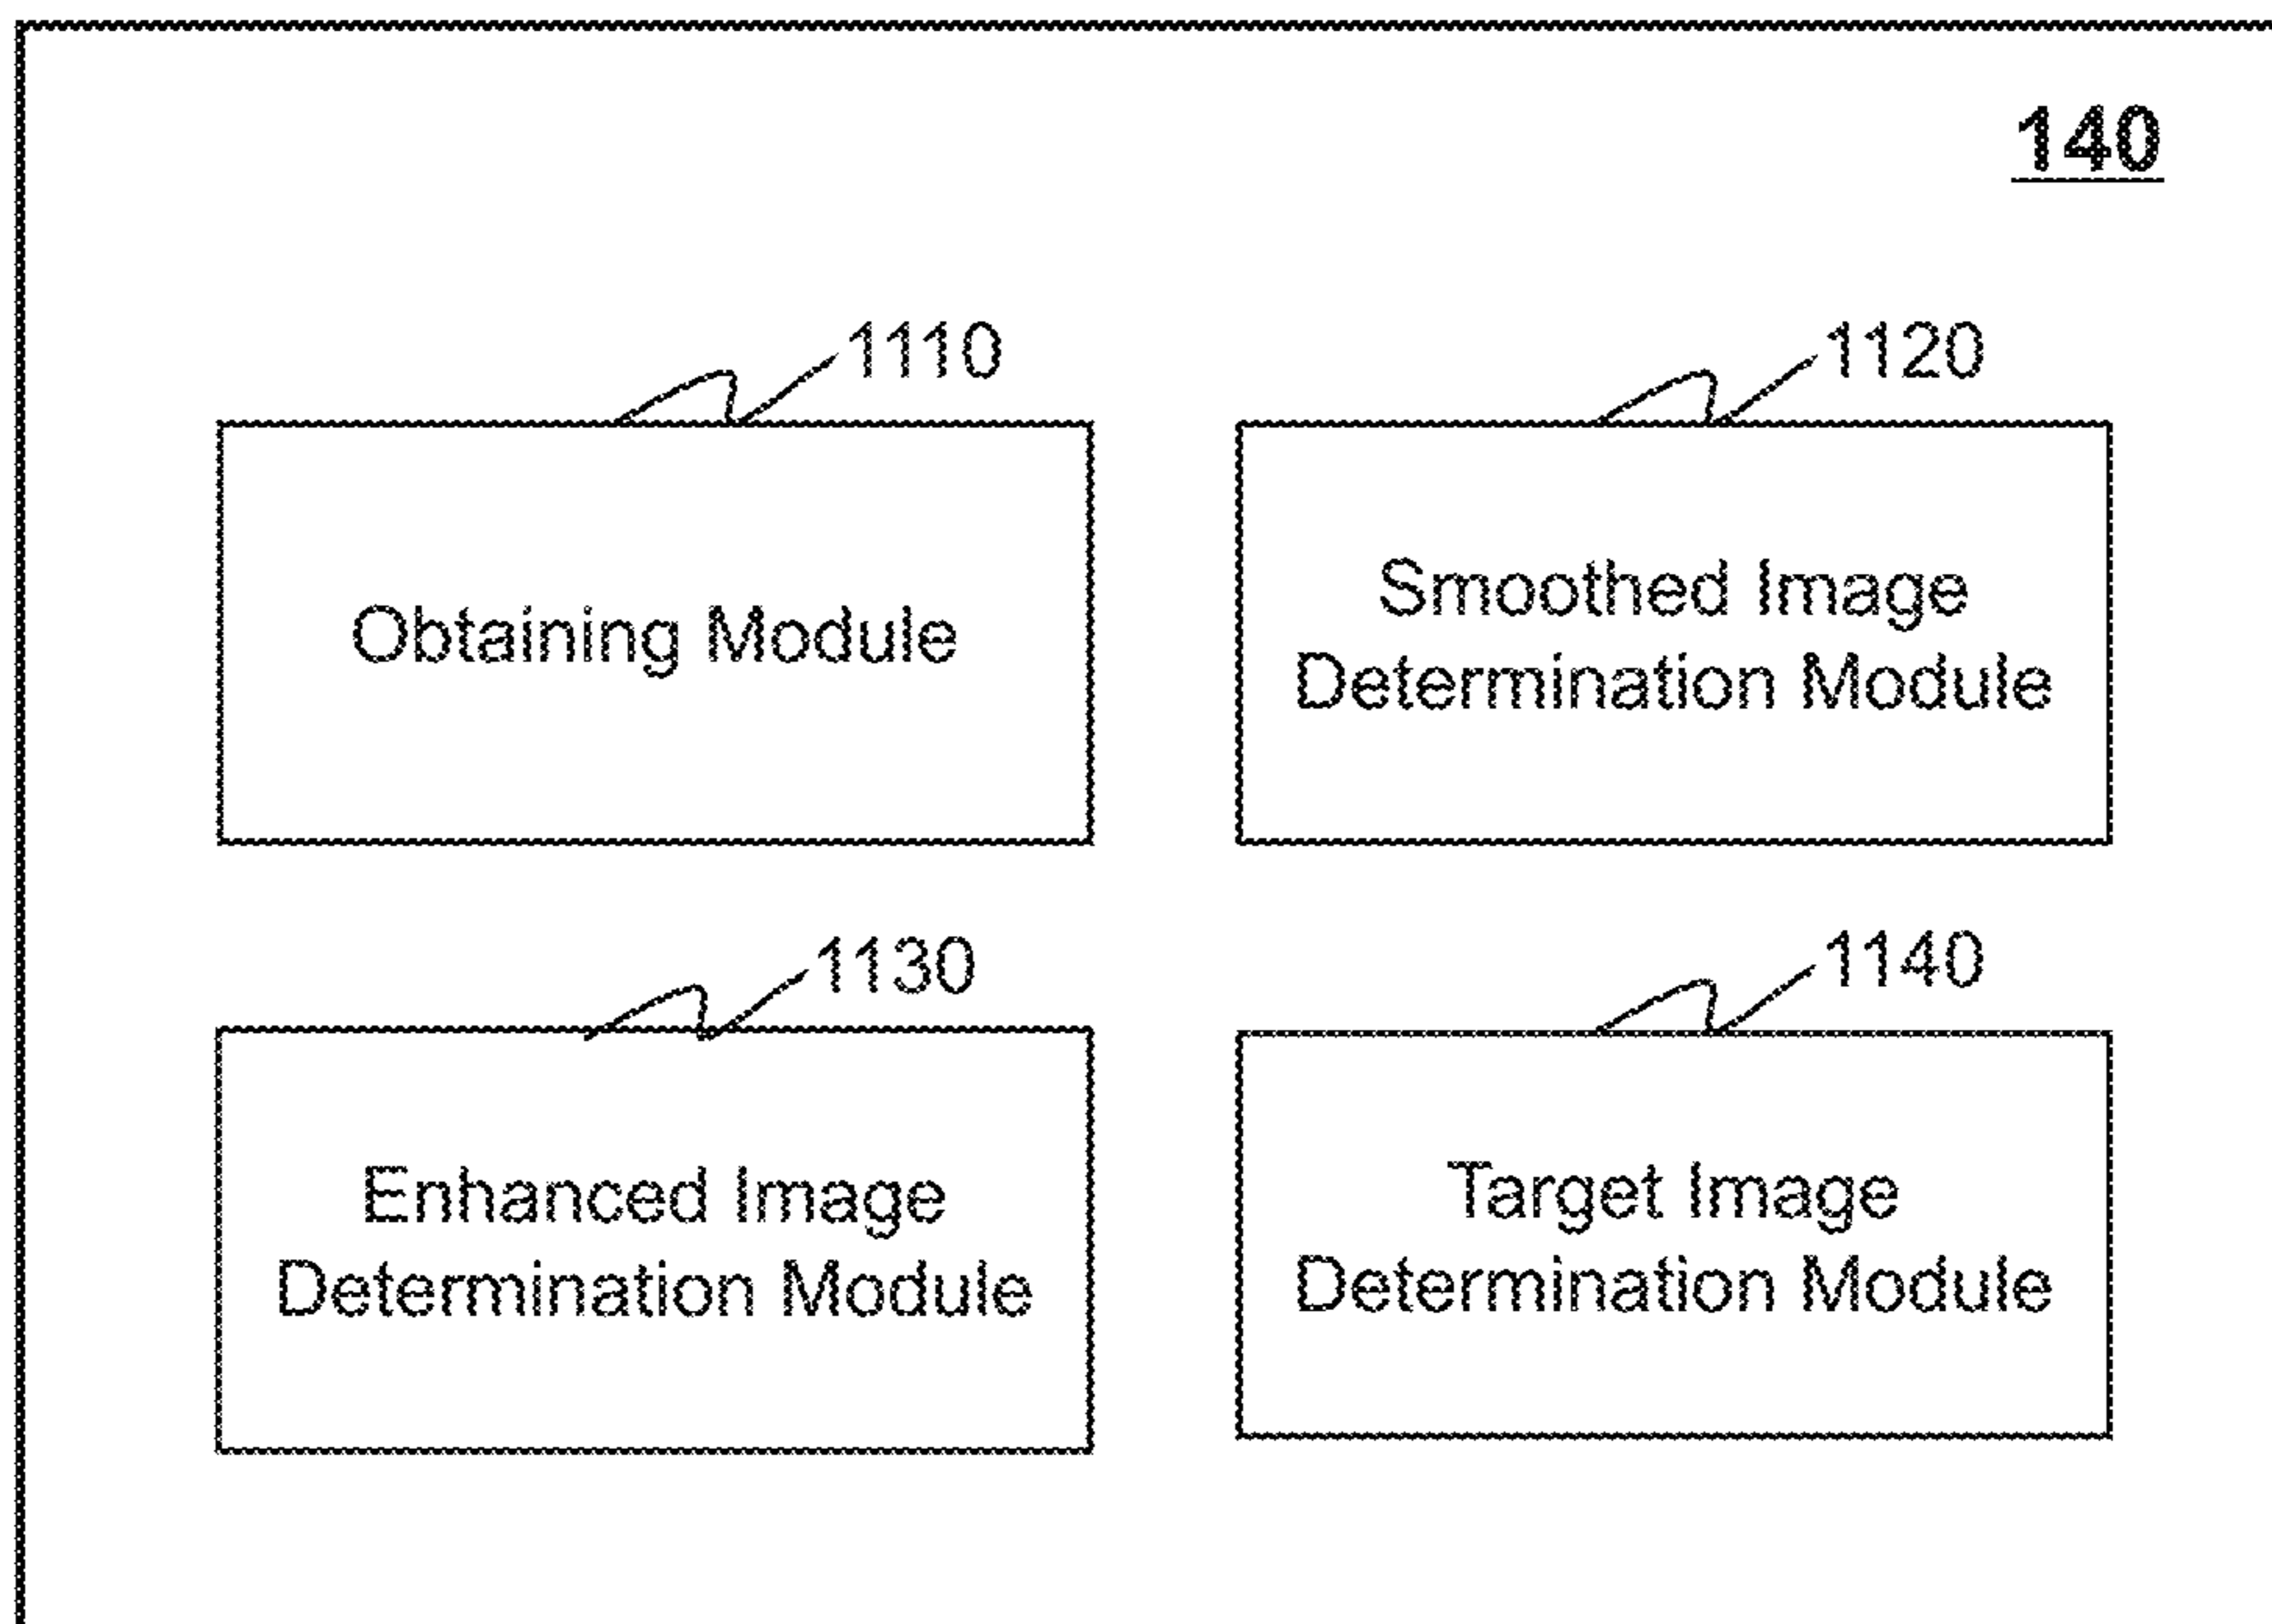 140
1110
Obtaining Module
1120
Smoothed Image
Determination Module
1130
Enhanced Image
Determination Module
1140
Target Image
Determination Module